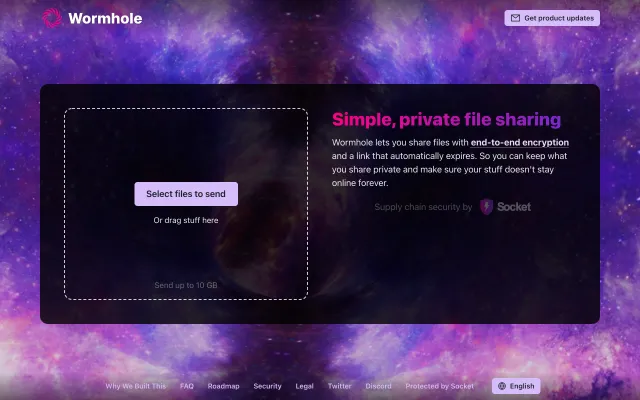 Wormhole
Get product updates
Select files to send
Or drag stuff here
Send up to 10 GB
Simple, private file sharing
Wormhole lets you share files with end-to-end encryption
and a link that automatically expires. So you can keep what
you share private and make sure your stuff doesn't stay
online forever.
Supply chain security by Socket
Why We Built This FAQ Roadmap Security Legal Twitter Discord Protected by Socket English